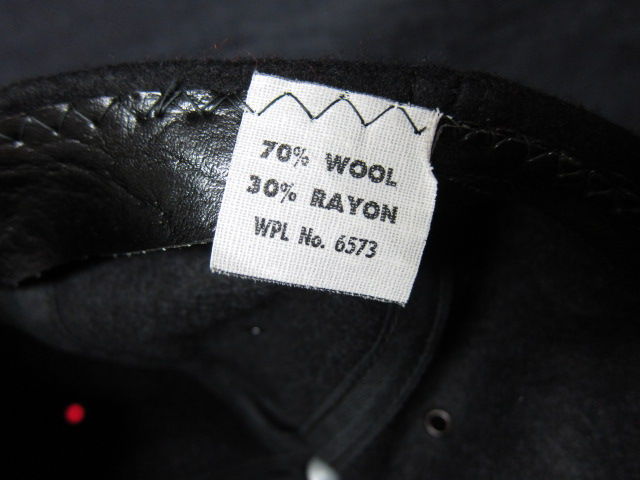 70% WOOL
30% RAYON
WPL No. 6573